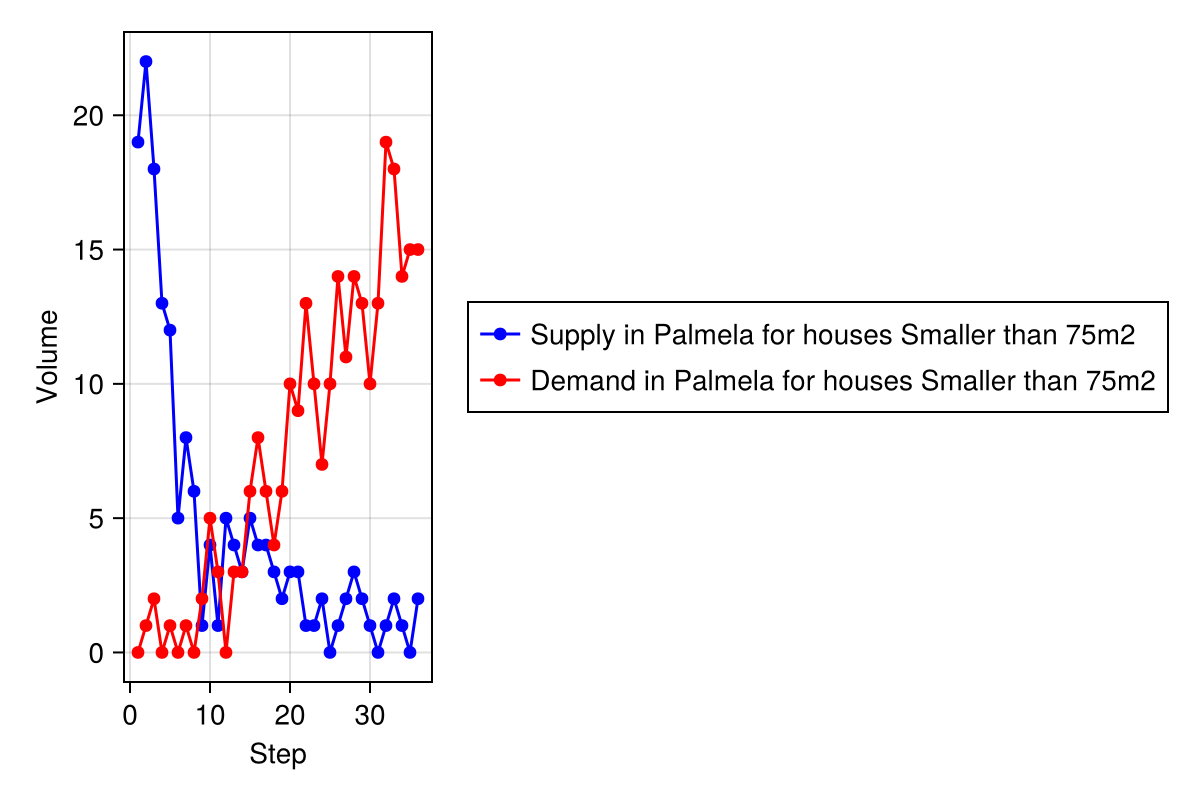 20
15
10
5
0
Volume
0 10 20 30
Step
Supply in Palmela for houses Smaller than 75m2
Demand in Palmela for houses Smaller than 75m2